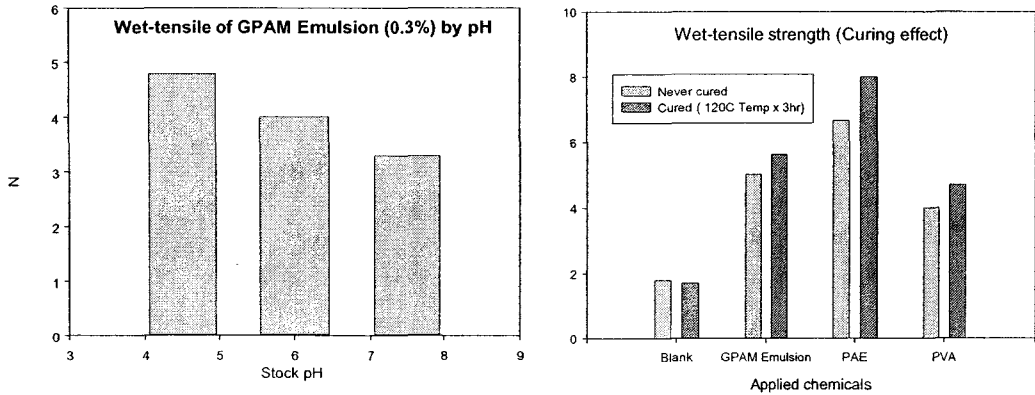 Wet-tensile of GPAM Emulsion (0.3%) by pH
6
5
4
3
2
1
0
N
3 4 5 6 7 8 9
Stock pH
Wet-tensile strength (Curing effect)
Never cured
Cured ( 120C Temp x 3hr)
10
8
6
4
2
0
Blank GPAM Emulsion PAE PVA
Applied chemicals